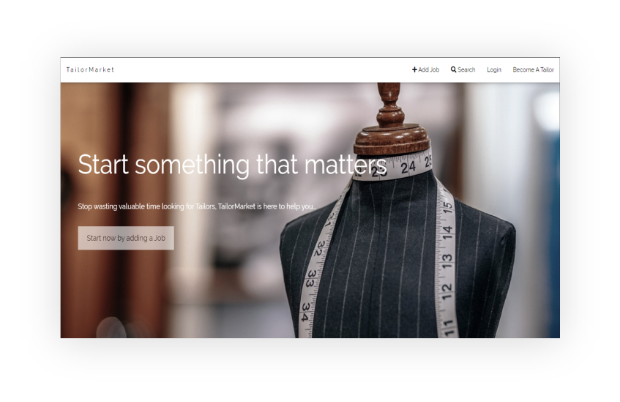 TailorMarket
Add Job Search Login Become A Tailor
Start something that matters
Stop wasting valuable time looking for Tailors, TailorMarket is here to help you.
Start now by adding a Job
23 24 25
32
33
34
15
14
13
12
11